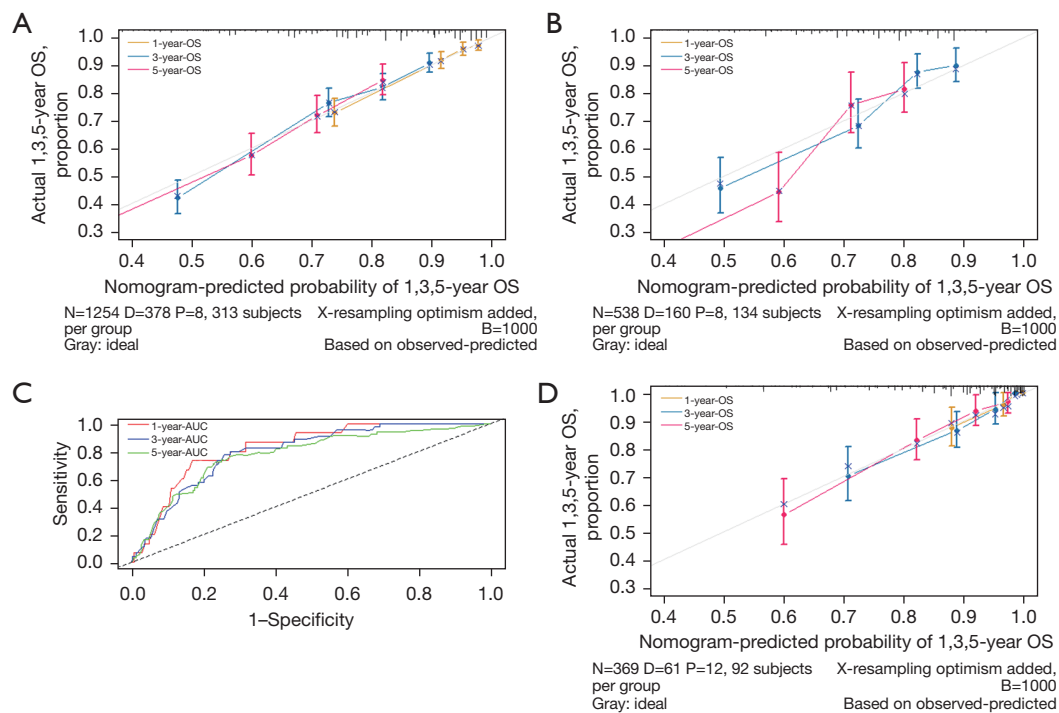 A
1.0
0.9
0.8
0.7
0.6
0.5
0.4
0.3
Actual 1,3,5-year OS,
proportion
1-year-OS
3-year-OS
5-year-OS
0.4 0.5 0.6 0.7 0.8 0.9 1.0
Nomogram-predicted probability of 1,3,5-year OS
N=1254 D=378 P=8, 313 subjects
per group
Gray: ideal
X-resampling optimism added,
B=1000
Based on observed-predicted
B
1.0
0.9
0.8
0.7
0.6
0.5
0.4
0.3
Actual 1,3,5-year OS,
proportion
1-year-OS
3-year-OS
5-year-OS
0.4 0.5 0.6 0.7 0.8 0.9 1.0
Nomogram-predicted probability of 1,3,5-year OS
N=538 D=160 P=8, 134 subjects
per group
Gray: ideal
X-resampling optimism added,
B=1000
Based on observed-predicted
C
1.0
0.8
0.6
0.4
0.2
0.0
Sensitivity
1-year-AUC
3-year-AUC
5-year-AUC
0.0 0.2 0.4 0.6 0.8 1.0
1–Specificity
D
1.0
0.9
0.8
0.7
0.6
0.5
0.4
0.3
Actual 1,3,5-year OS,
proportion
1-year-OS
3-year-OS
5-year-OS
0.4 0.5 0.6 0.7 0.8 0.9 1.0
Nomogram-predicted probability of 1,3,5-year OS
N=369 D=61 P=12, 92 subjects
per group
Gray: ideal
X-resampling optimism added,
B=1000
Based on observed-predicted